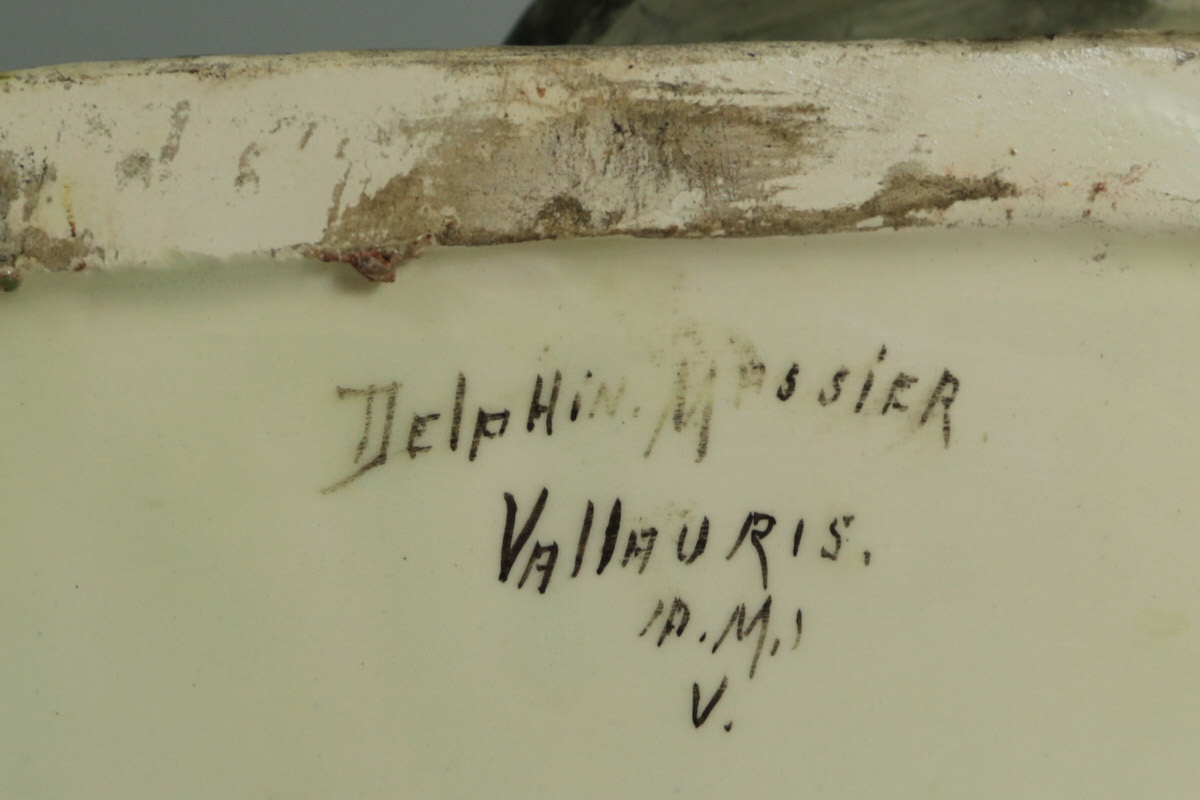 DElpHiN. MAssiER.
VAllAURIS.
(A.M.)
V.